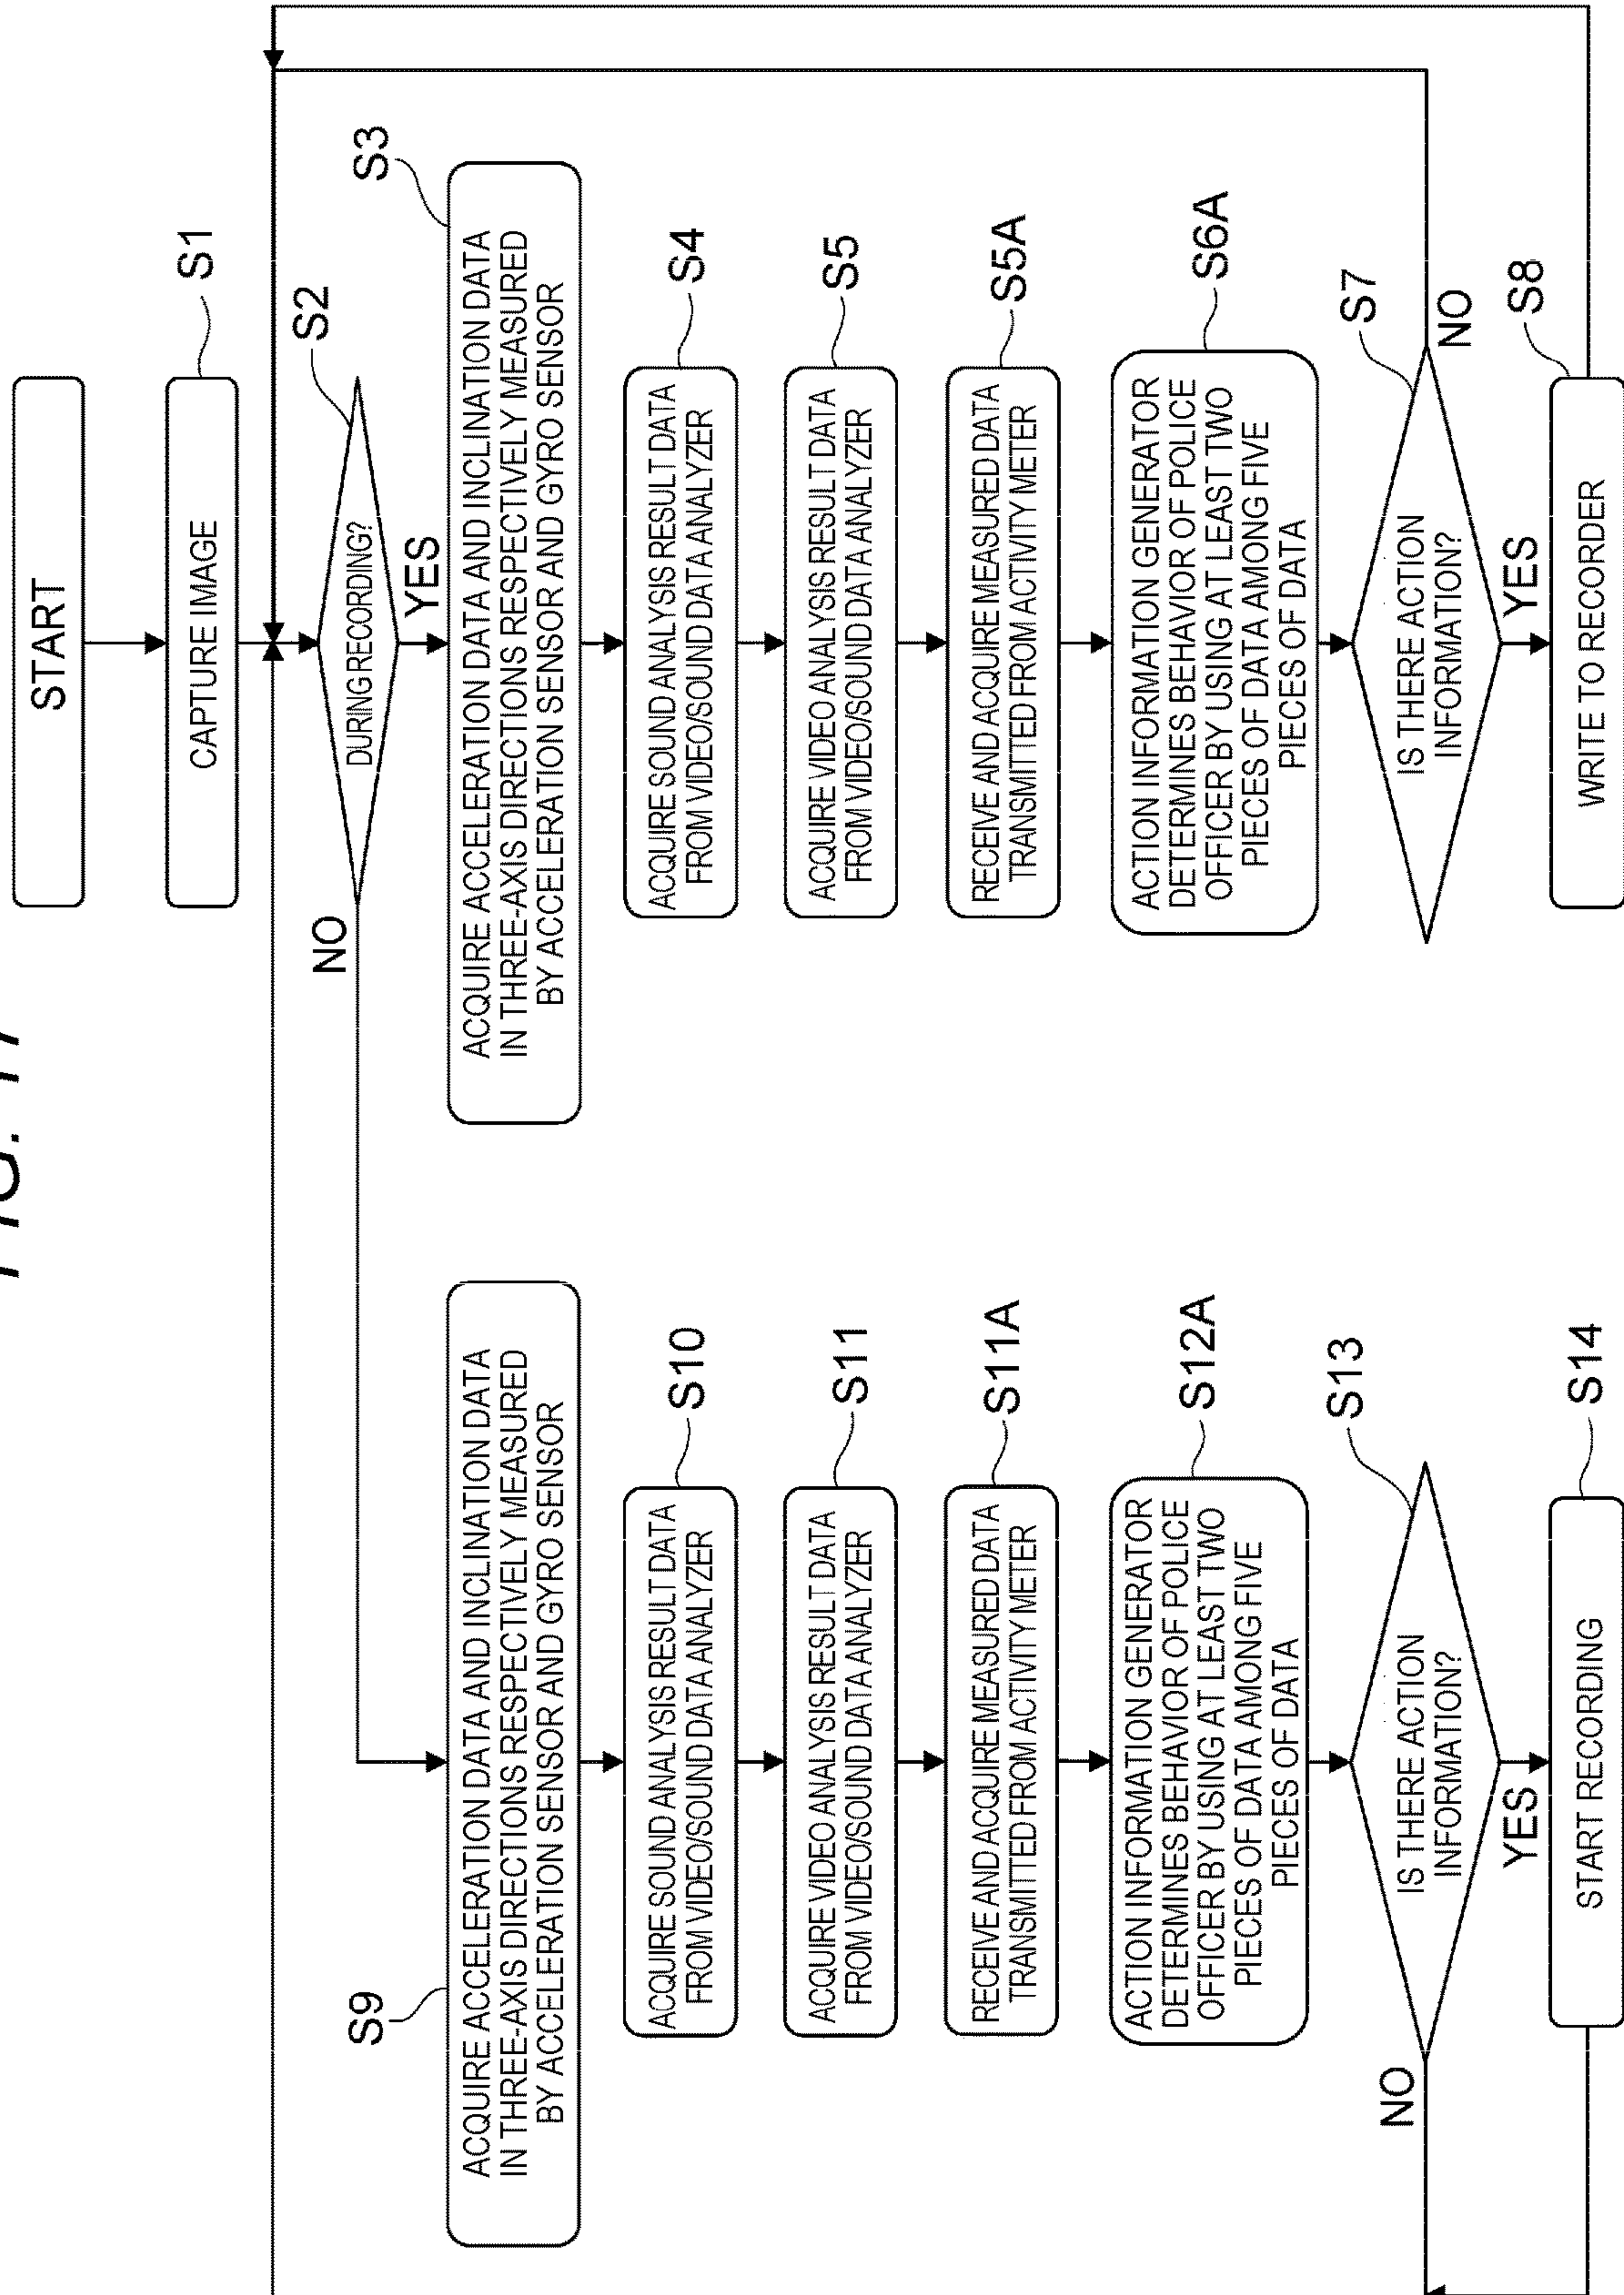 START
CAPTURE IMAGE
S1
DURING RECORDING?
S2
NO
YES
ACQUIRE ACCELERATION DATA AND INCLINATION DATA
IN THREE-AXIS DIRECTIONS RESPECTIVELY MEASURED
BY ACCELERATION SENSOR AND GYRO SENSOR
S3
ACQUIRE SOUND ANALYSIS RESULT DATA
FROM VIDEO/SOUND DATA ANALYZER
S4
ACQUIRE VIDEO ANALYSIS RESULT DATA
FROM VIDEO/SOUND DATA ANALYZER
S5
RECEIVE AND ACQUIRE MEASURED DATA
TRANSMITTED FROM ACTIVITY METER
S5A
ACTION INFORMATION GENERATOR
DETERMINES BEHAVIOR OF POLICE
OFFICER BY USING AT LEAST TWO
PIECES OF DATA AMONG FIVE
PIECES OF DATA
S6A
IS THERE ACTION
INFORMATION?
S7
NO
YES
WRITE TO RECORDER
S8
S9
ACQUIRE ACCELERATION DATA AND INCLINATION DATA
IN THREE-AXIS DIRECTIONS RESPECTIVELY MEASURED
BY ACCELERATION SENSOR AND GYRO SENSOR
ACQUIRE SOUND ANALYSIS RESULT DATA
FROM VIDEO/SOUND DATA ANALYZER
S10
ACQUIRE VIDEO ANALYSIS RESULT DATA
FROM VIDEO/SOUND DATA ANALYZER
S11
RECEIVE AND ACQUIRE MEASURED DATA
TRANSMITTED FROM ACTIVITY METER
S11A
ACTION INFORMATION GENERATOR
DETERMINES BEHAVIOR OF POLICE
OFFICER BY USING AT LEAST TWO
PIECES OF DATA AMONG FIVE
PIECES OF DATA
S12A
IS THERE ACTION
INFORMATION?
S13
NO
YES
START RECORDING
S14